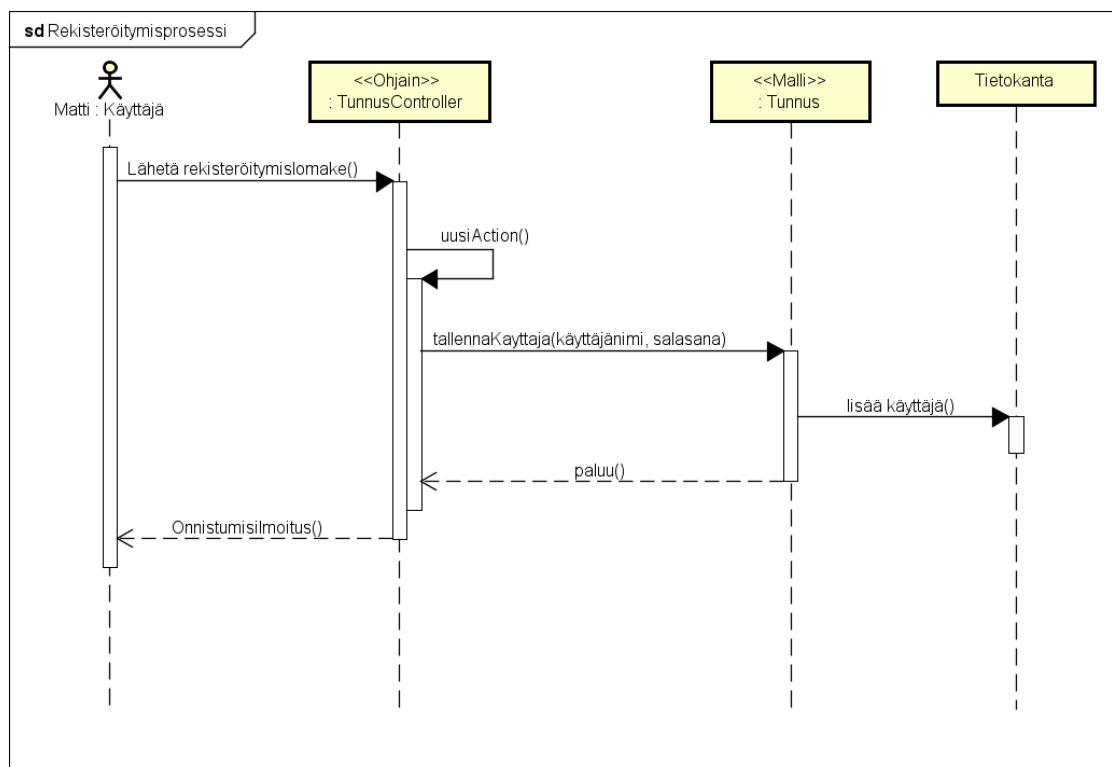 sd Rekisteröitymisprosessi
Matti : Käyttäjä
<<Ohjain>>
: TunnusController
<<Malli>>
: Tunnus
Tietokanta
Lähetä rekisteröitymislomake()
uusiAction()
tallennaKayttaja(käyttäjänimi, salasana)
lisää käyttäjä()
paluu()
Onnistumisilmoitus()